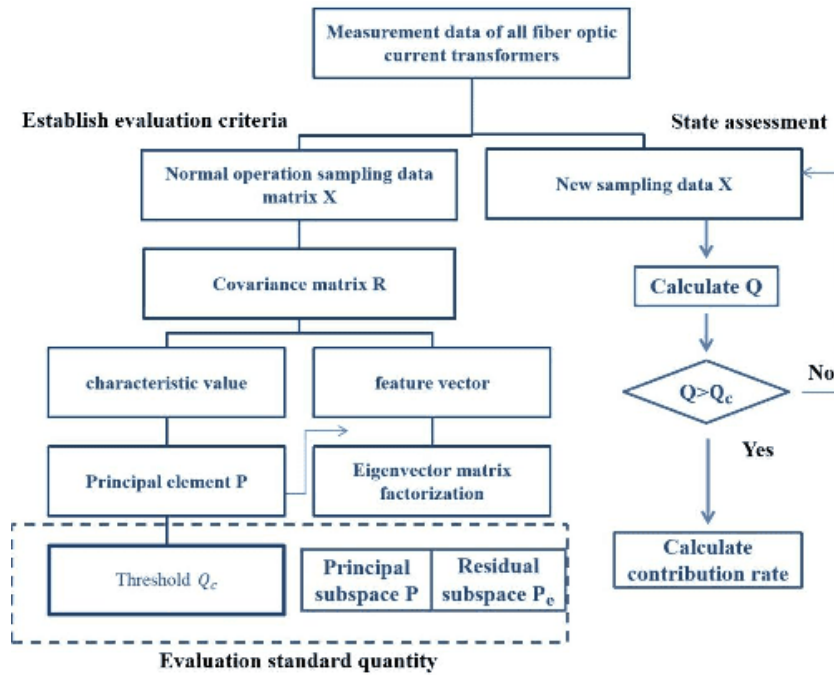 Measurement data of all fiber optic
current transformers
Establish evaluation criteria
State assessment
Normal operation sampling data
matrix X
New sampling data X
Covariance matrix R
Calculate Q
characteristic value
feature vector
Q>Qc
No
Yes
Principal element P
Eigenvector matrix
factorization
Threshold Qc
Principal
subspace P
Residual
subspace Pe
Calculate
contribution rate
Evaluation standard quantity